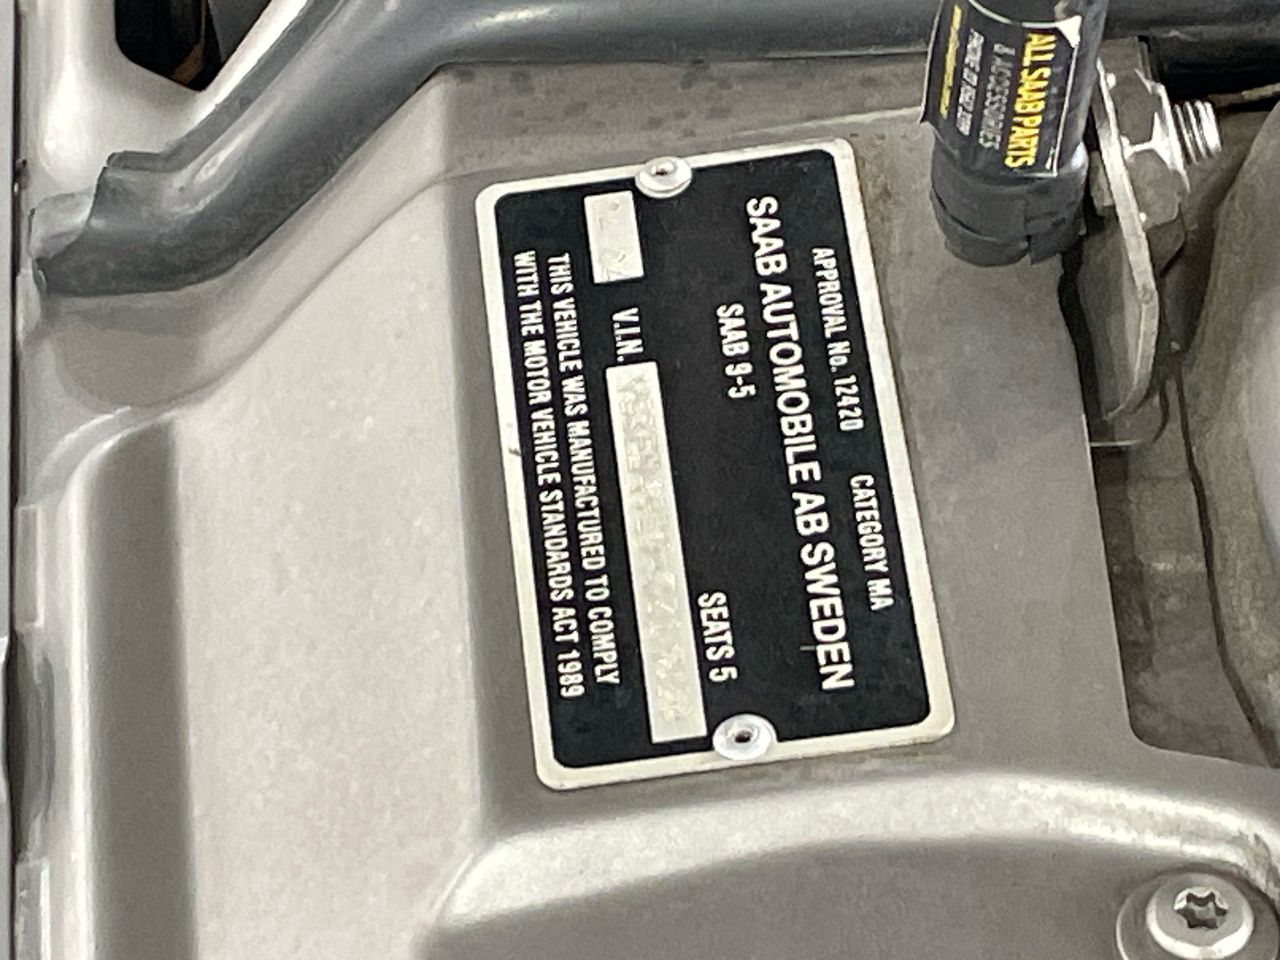 APPROVAL No. 12420 CATEGORY MA
SAAB AUTOMOBILE AB SWEDEN
SAAB 9-5 SEATS 5
V.I.N.
THIS VEHICLE WAS MANUFACTURED TO COMPLY
WITH THE MOTOR VEHICLE STANDARDS ACT 1989
ALL SAAB PARTS
& ACCESSORIES